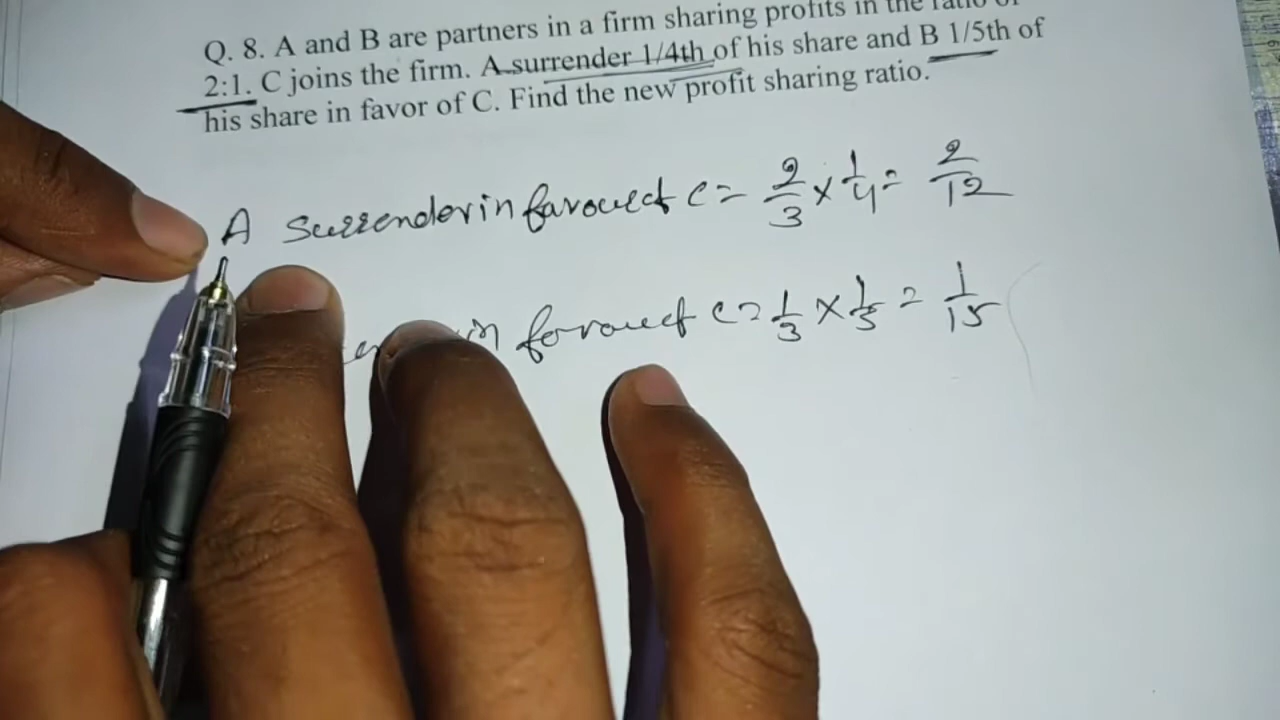 Q. 8. A and B are partners in a firm sharing profits in the ratio of
2:1. C joins the firm. A surrender 1/4th of his share and B 1/5th of
his share in favor of C. Find the new profit sharing ratio.
A surrender in favour of C = 2/3 × 1/4 = 2/12
in favour of C = 1/3 × 1/5 = 1/15